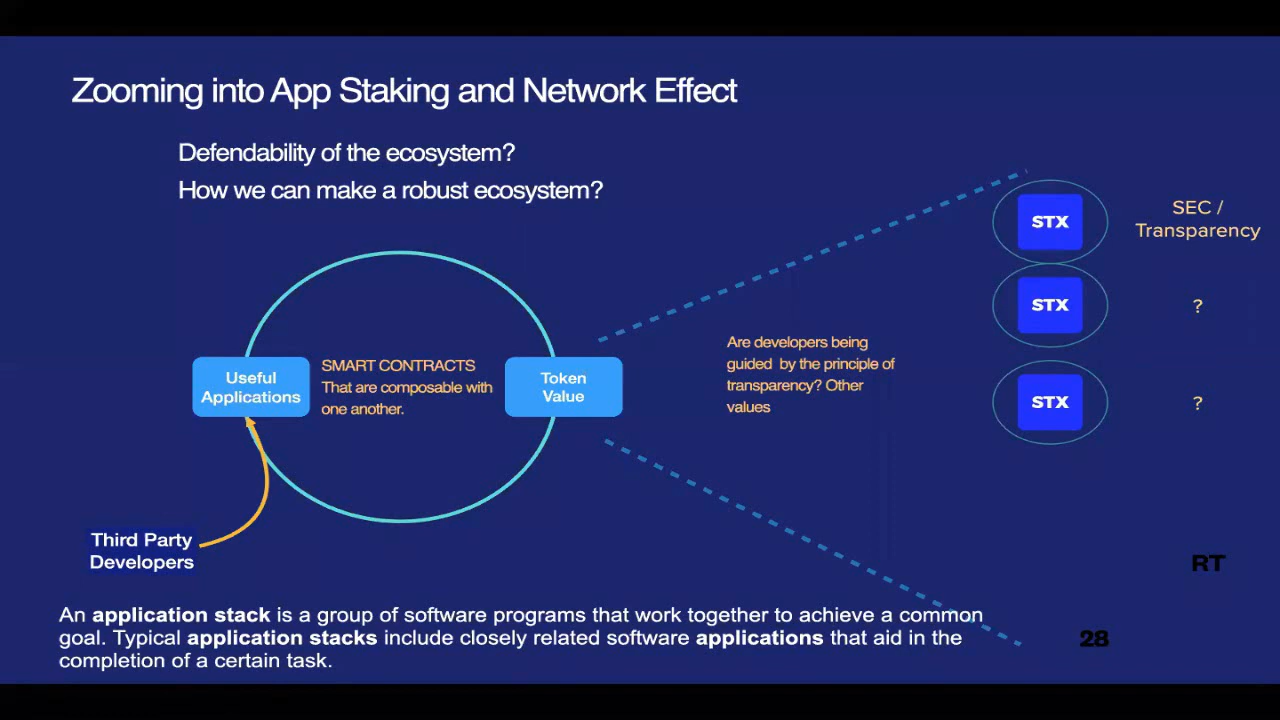 Zooming into App Staking and Network Effect
Defendability of the ecosystem?
How we can make a robust ecosystem?
STX
SEC /
Transparency
STX
?
STX
?
Are developers being
guided by the principle of
transparency? Other
values
Useful
Applications
SMART CONTRACTS
That are composable with
one another.
Token
Value
Third Party
Developers
RT
An application stack is a group of software programs that work together to achieve a common
goal. Typical application stacks include closely related software applications that aid in the
completion of a certain task.
28